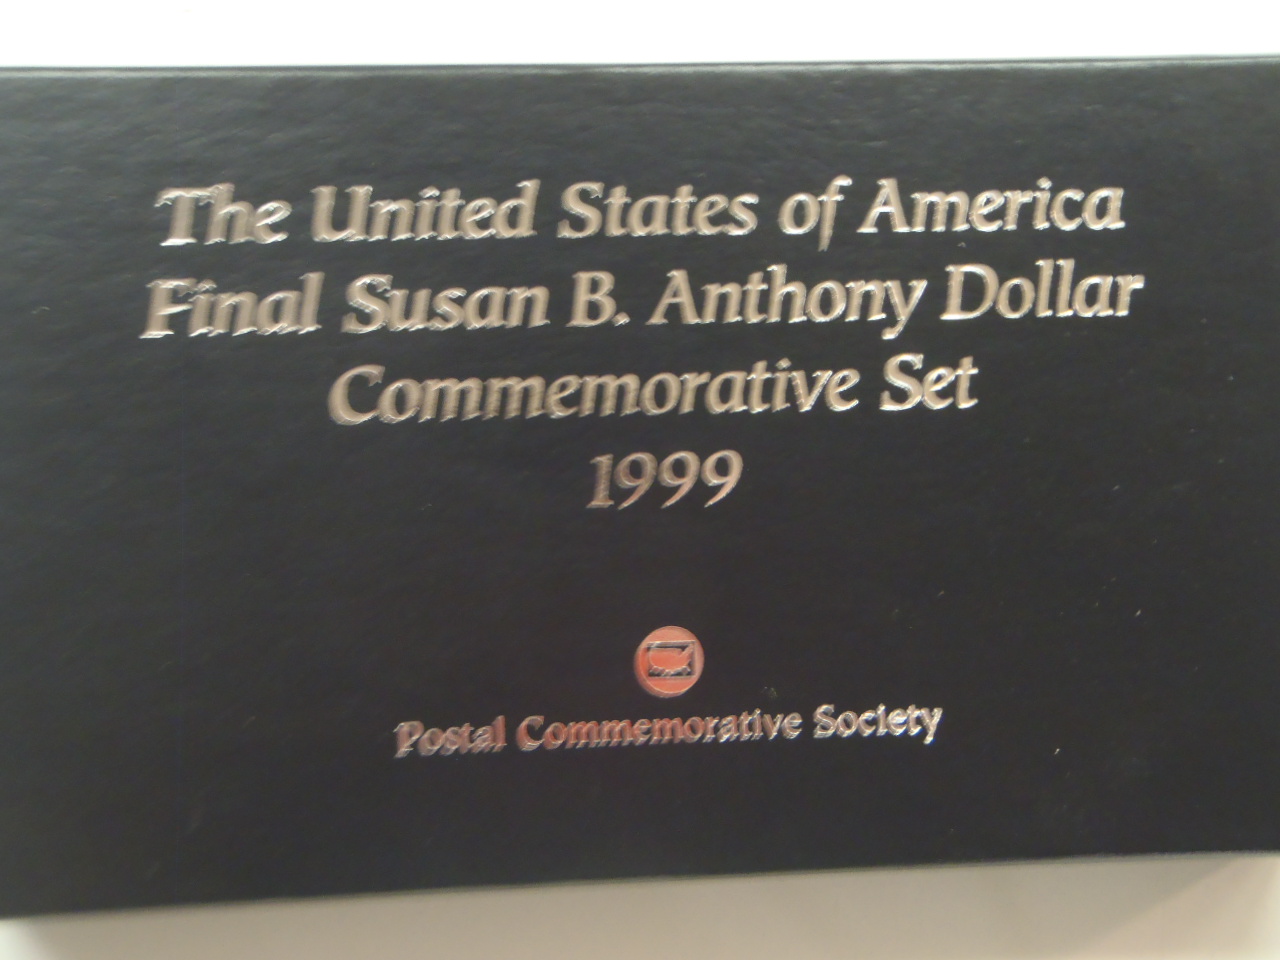 The United States of America
Final Susan B. Anthony Dollar
Commemorative Set
1999
Postal Commemorative Society